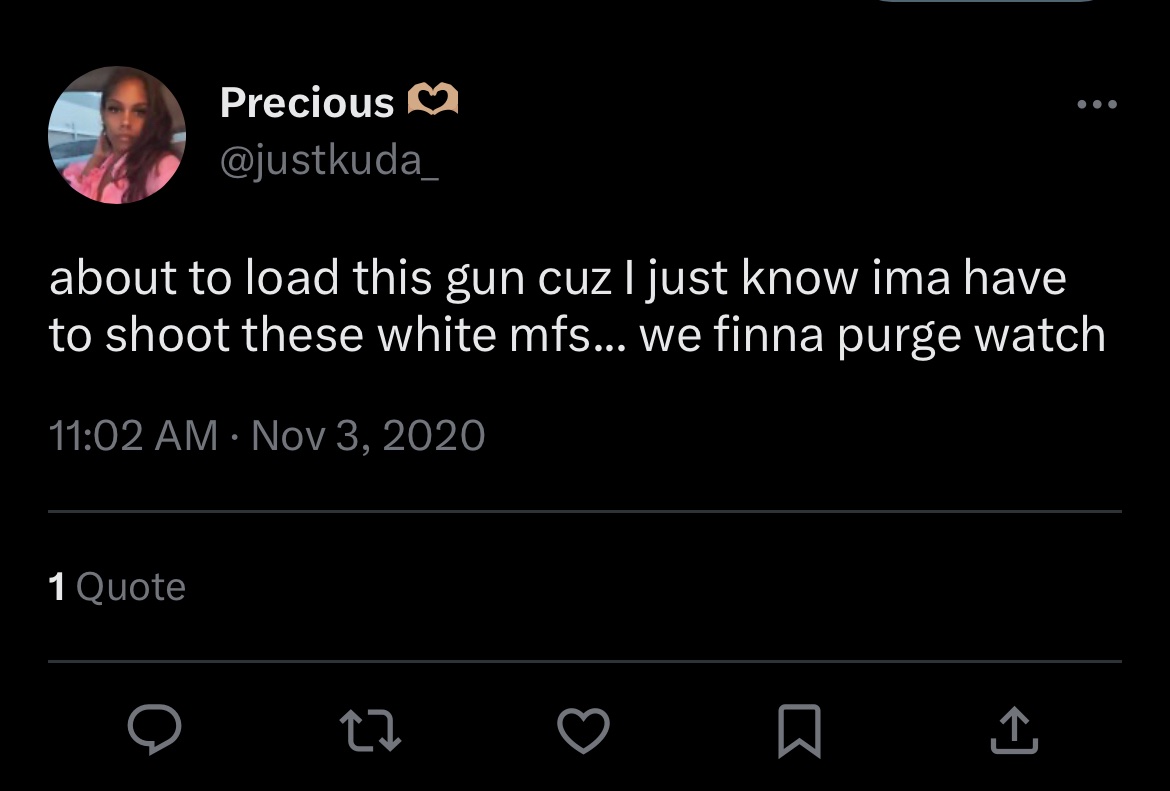 Precious 🫶🏽
@justkuda_
about to load this gun cuz I just know ima have
to shoot these white mfs... we finna purge watch
11:02 AM · Nov 3, 2020
1 Quote